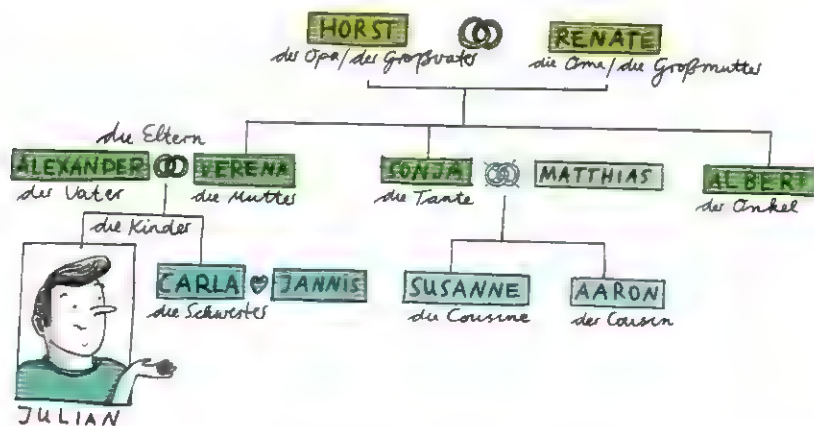 HORST RENATE
der Opa/der Großvater die Oma/die Großmutter
die Eltern
ALEXANDER VERENA SONJA MATTHIAS ALBERT
der Vater die Mutter die Tante der Onkel
die Kinder
CARLA JANNIS SUSANNE AARON
die Schwester die Cousine der Cousin
JULIAN